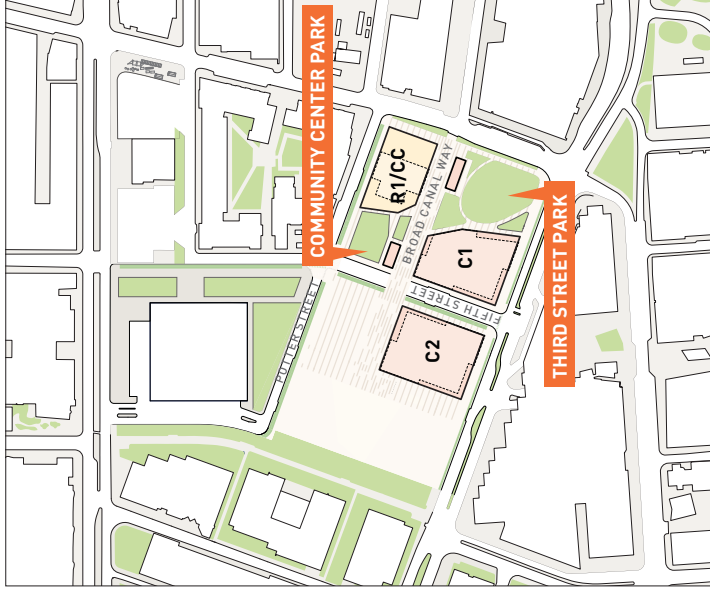 COMMUNITY CENTER PARK
R1/CC
BROAD CANAL WAY
C1
FIFTH STREET
POTTER STREET
C2
THIRD STREET PARK